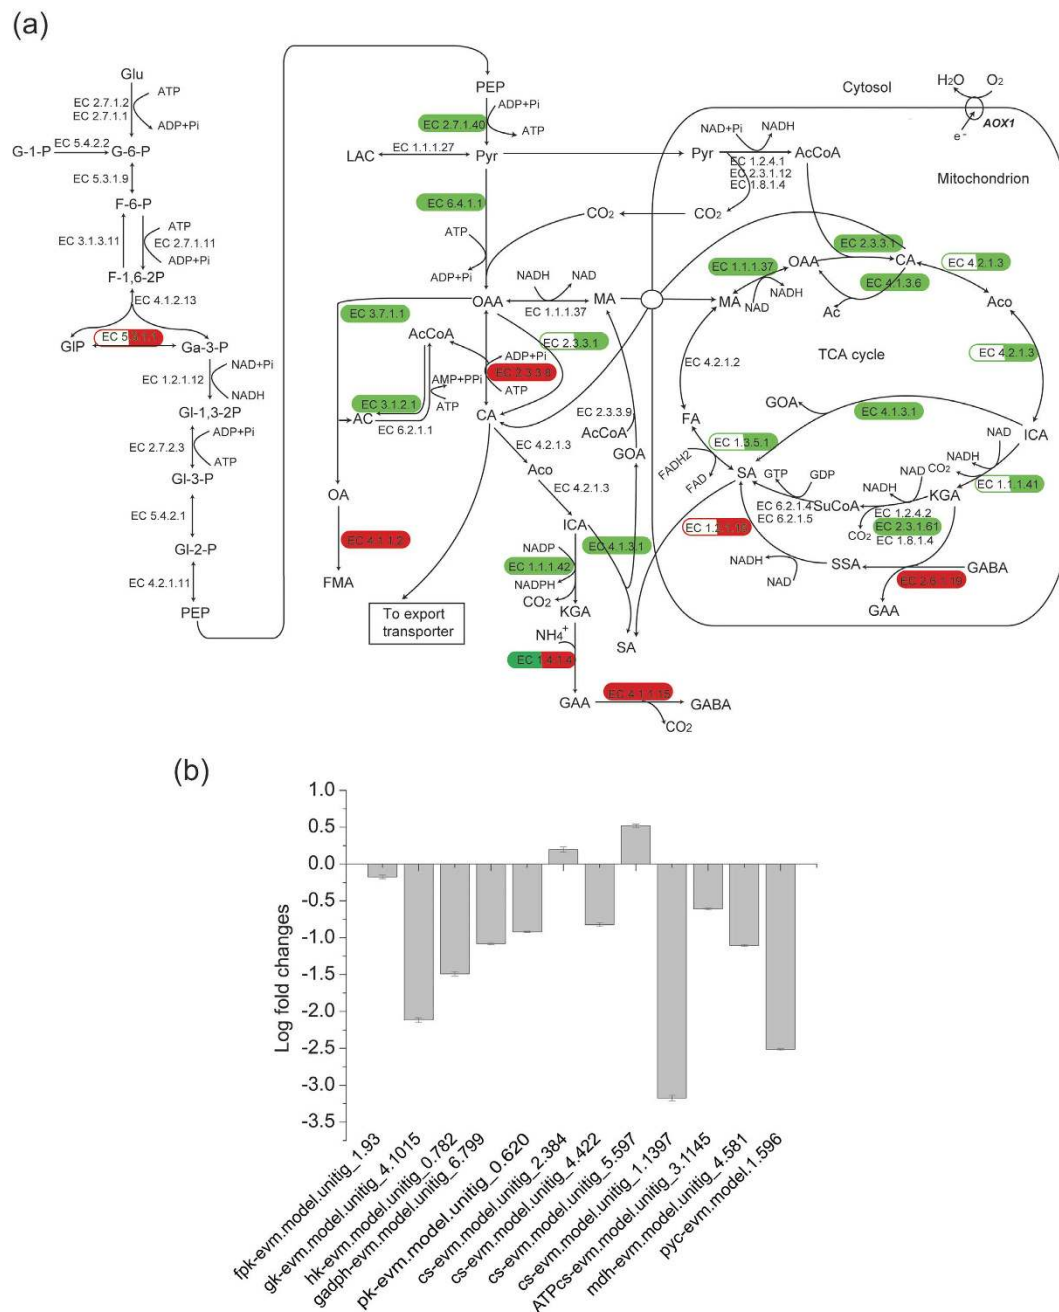 (a)
Glu
EC 2.7.1.2
EC 2.7.1.1
ATP
ADP+Pi
G-1-P
EC 5.4.2.2
G-6-P
EC 5.3.1.9
F-6-P
EC 3.1.3.11
ATP
EC 2.7.1.11
ADP+Pi
F-1,6-2P
EC 4.1.2.13
GlP
Ga-3-P
EC 1.2.1.12
NAD+Pi
NADH
Gl-1,3-2P
EC 2.7.2.3
ADP+Pi
ATP
Gl-3-P
EC 5.4.2.1
Gl-2-P
EC 4.2.1.11
PEP
PEP
EC 2.7.1.40
ADP+Pi
ATP
LAC
EC 1.1.1.27
Pyr
EC 6.4.1.1
ATP
ADP+Pi
CO2
CO2
Pyr
NAD+Pi
NADH
EC 1.2.4.1
EC 2.3.1.12
EC 1.8.1.4
AcCoA
Cytosol
H2O
O2
e-
AOX1
Mitochondrion
OAA
NADH
NAD
EC 1.1.1.37
MA
EC 3.7.1.1
AcCoA
EC 2.3.3.1
ADP+Pi
EC 2.3.3.8
ATP
AMP+PPi
ATP
EC 3.1.2.1
AC
EC 6.2.1.1
CA
EC 2.3.3.9
AcCoA
GOA
EC 4.2.1.3
Aco
EC 4.2.1.3
ICA
OA
EC 4.1.1.2
FMA
NADP
EC 1.1.1.42
NADPH
CO2
EC 4.1.3.1
KGA
NH4+
EC 1.4.1.4
SA
GAA
EC 4.1.1.15
GABA
CO2
To export
transporter
MA
EC 1.1.1.37
NAD
NADH
OAA
EC 2.3.3.1
CA
EC 4.1.3.6
Ac
EC 4.2.1.3
Aco
EC 4.2.1.3
TCA cycle
EC 4.2.1.2
FA
GOA
EC 4.1.3.1
ICA
EC 1.3.5.1
FADH2
FAD
SA
GTP
GDP
EC 6.2.1.4
EC 6.2.1.5
SuCoA
NADH
NAD
CO2
EC 1.2.4.2
EC 2.3.1.61
EC 1.8.1.4
KGA
NADH
NAD
CO2
EC 1.1.1.41
NADH
NAD
SSA
GABA
EC 2.6.1.19
GAA
(b)
Log fold changes
1.0
0.5
0.0
-0.5
-1.0
-1.5
-2.0
-2.5
-3.0
-3.5
fpk-evm.model.unitig_1.93
gk-evm.model.unitig_4.1015
hk-evm.model.unitig_0.782
gadph-evm.model.unitig_6.799
pk-evm.model.unitig_0.620
cs-evm.model.unitig_2.384
cs-evm.model.unitig_4.422
cs-evm.model.unitig_5.597
cs-evm.model.unitig_1.1397
ATPcs-evm.model.unitig_3.1145
mdh-evm.model.unitig_4.581
pyc-evm.model.1.596